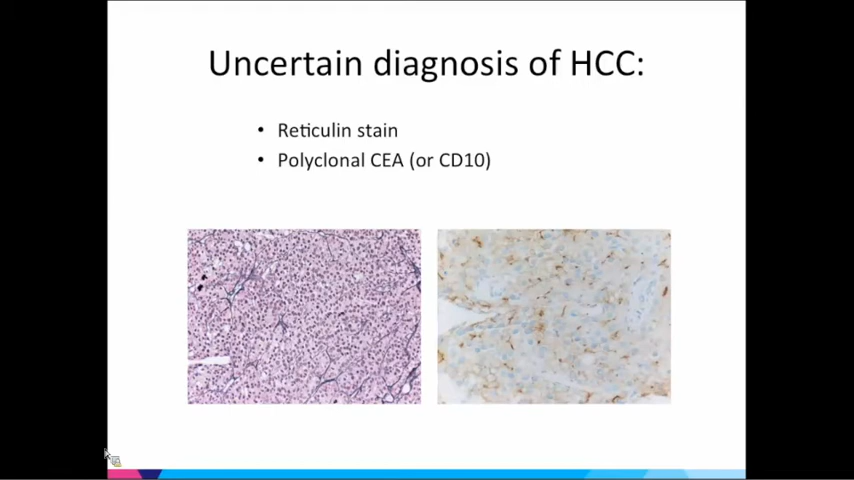 Uncertain diagnosis of HCC:
• Reticulin stain
• Polyclonal CEA (or CD10)